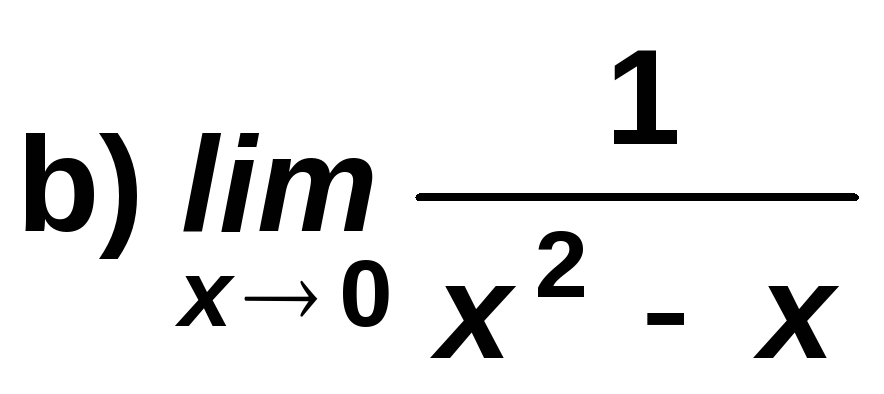 b) lim x→0 1/(x² - x)